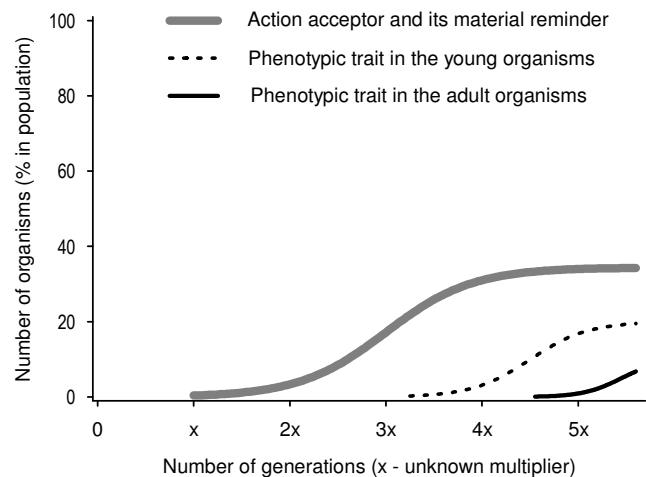 100
80
60
40
20
0
Number of organisms (% in population)
Action acceptor and its material reminder
Phenotypic trait in the young organisms
Phenotypic trait in the adult organisms
0 x 2x 3x 4x 5x
Number of generations (x - unknown multiplier)